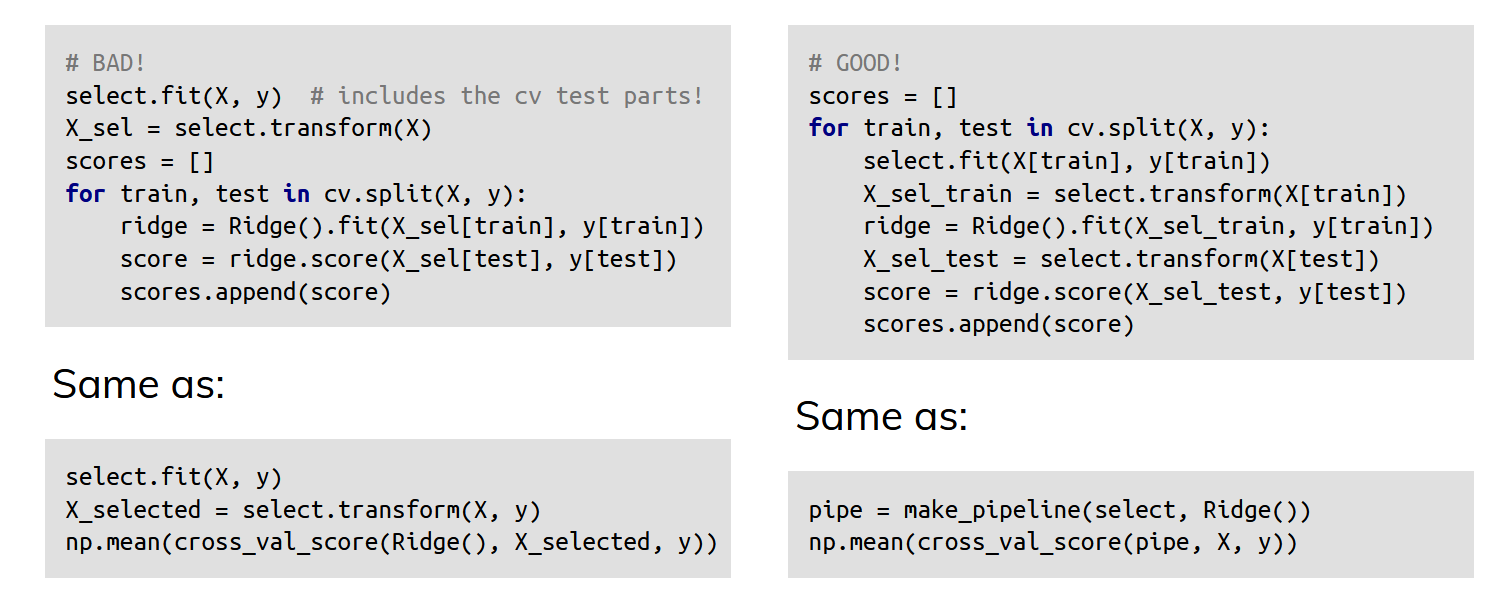 # BAD!
select.fit(X, y)  # includes the cv test parts!
X_sel = select.transform(X)
scores = []
for train, test in cv.split(X, y):
    ridge = Ridge().fit(X_sel[train], y[train])
    score = ridge.score(X_sel[test], y[test])
    scores.append(score)
Same as:
select.fit(X, y)
X_selected = select.transform(X, y)
np.mean(cross_val_score(Ridge(), X_selected, y))
# GOOD!
scores = []
for train, test in cv.split(X, y):
    select.fit(X[train], y[train])
    X_sel_train = select.transform(X[train])
    ridge = Ridge().fit(X_sel_train, y[train])
    X_sel_test = select.transform(X[test])
    score = ridge.score(X_sel_test, y[test])
    scores.append(score)
Same as:
pipe = make_pipeline(select, Ridge())
np.mean(cross_val_score(pipe, X, y))